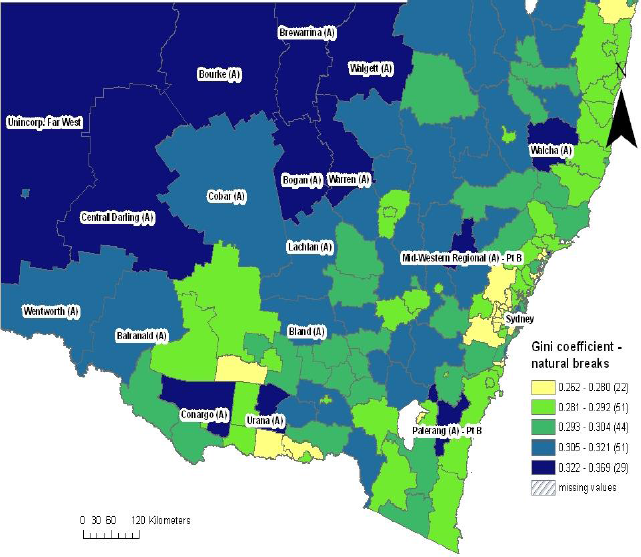 Brewarrina (A)
Walgett (A)
Bourke (A)
N
Unincorp. Far West
Walcha (A)
Bogan (A)
Warren (A)
Cobar (A)
Central Darling (A)
Lachlan (A)
Mid-Western Regional (A) - Pt B
Wentworth (A)
Sydney
Balranald (A)
Bland (A)
Gini coefficient -
natural breaks
0.262 - 0.280 (22)
0.281 - 0.292 (51)
0.293 - 0.304 (44)
0.305 - 0.321 (51)
0.322 - 0.369 (29)
missing values
Conargo (A)
Urana (A)
Palerang (A) - Pt B
0 30 60 120 Kilometers